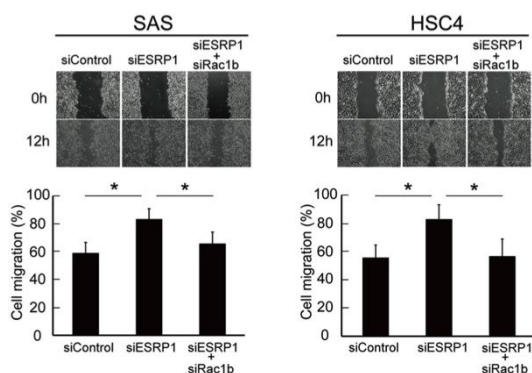 SAS
siControl siESRP1 siESRP1
+
siRac1b
0h
12h
Cell migration (%)
100
80
60
40
20
0
* *
siControl siESRP1 siESRP1
+
siRac1b
HSC4
siControl siESRP1 siESRP1
+
siRac1b
0h
12h
Cell migration (%)
100
80
60
40
20
0
* *
siControl siESRP1 siESRP1
+
siRac1b